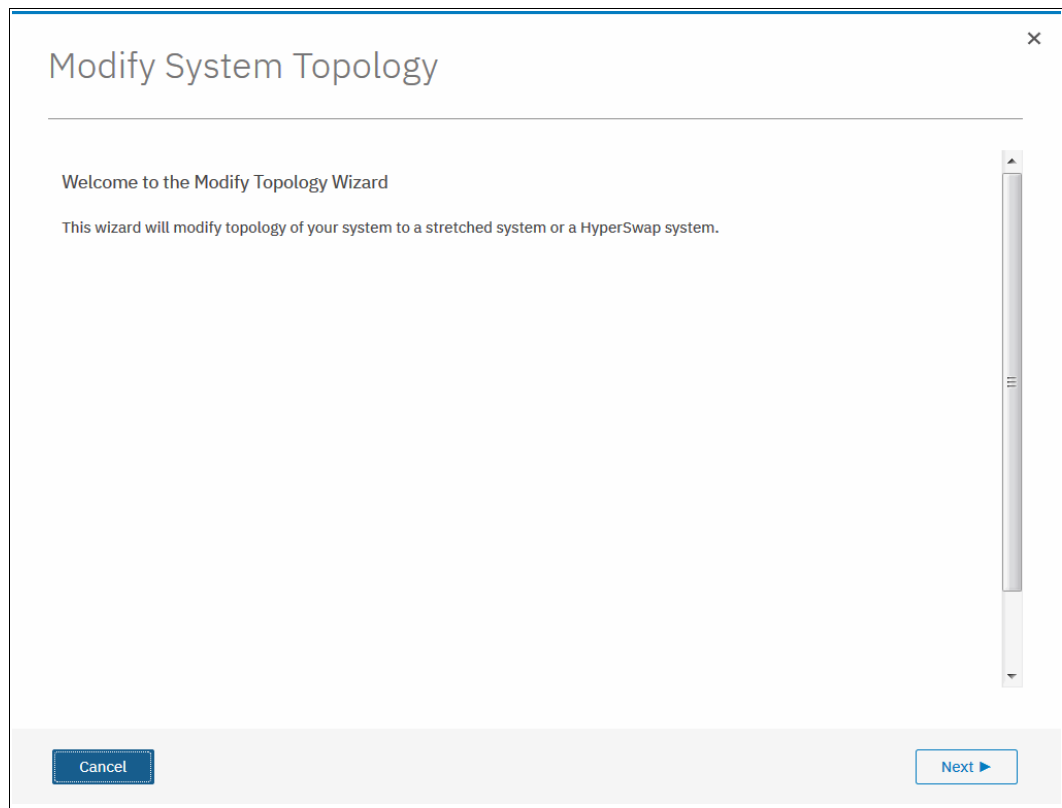 Modify System Topology
Welcome to the Modify Topology Wizard
This wizard will modify topology of your system to a stretched system or a HyperSwap system.
Cancel
Next